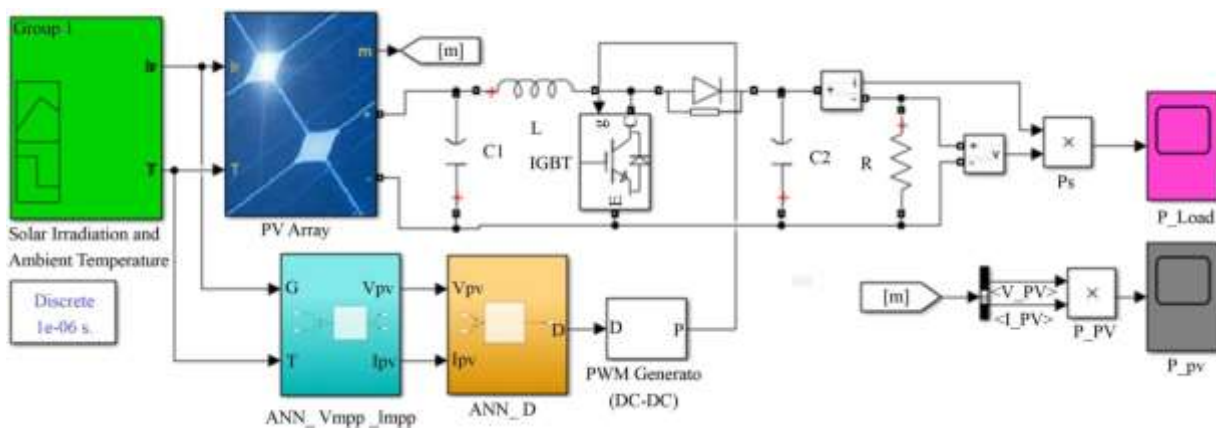 Group-1
Ir
T
Ir
T
m
+
-
[m]
Solar Irradiation and
Ambient Temperature
PV Array
Discrete
1e-06 s.
C1
L
IGBT
g
C
E
C2
R
+
i
-
+
-
v
×
Ps
P_Load
G
T
Vpv
Ipv
ANN_ Vmpp _Impp
Vpv
Ipv
D
ANN_ D
D
P
PWM Generato
(DC-DC)
[m]
<V_PV>
<I_PV>
×
P_PV
P_pv